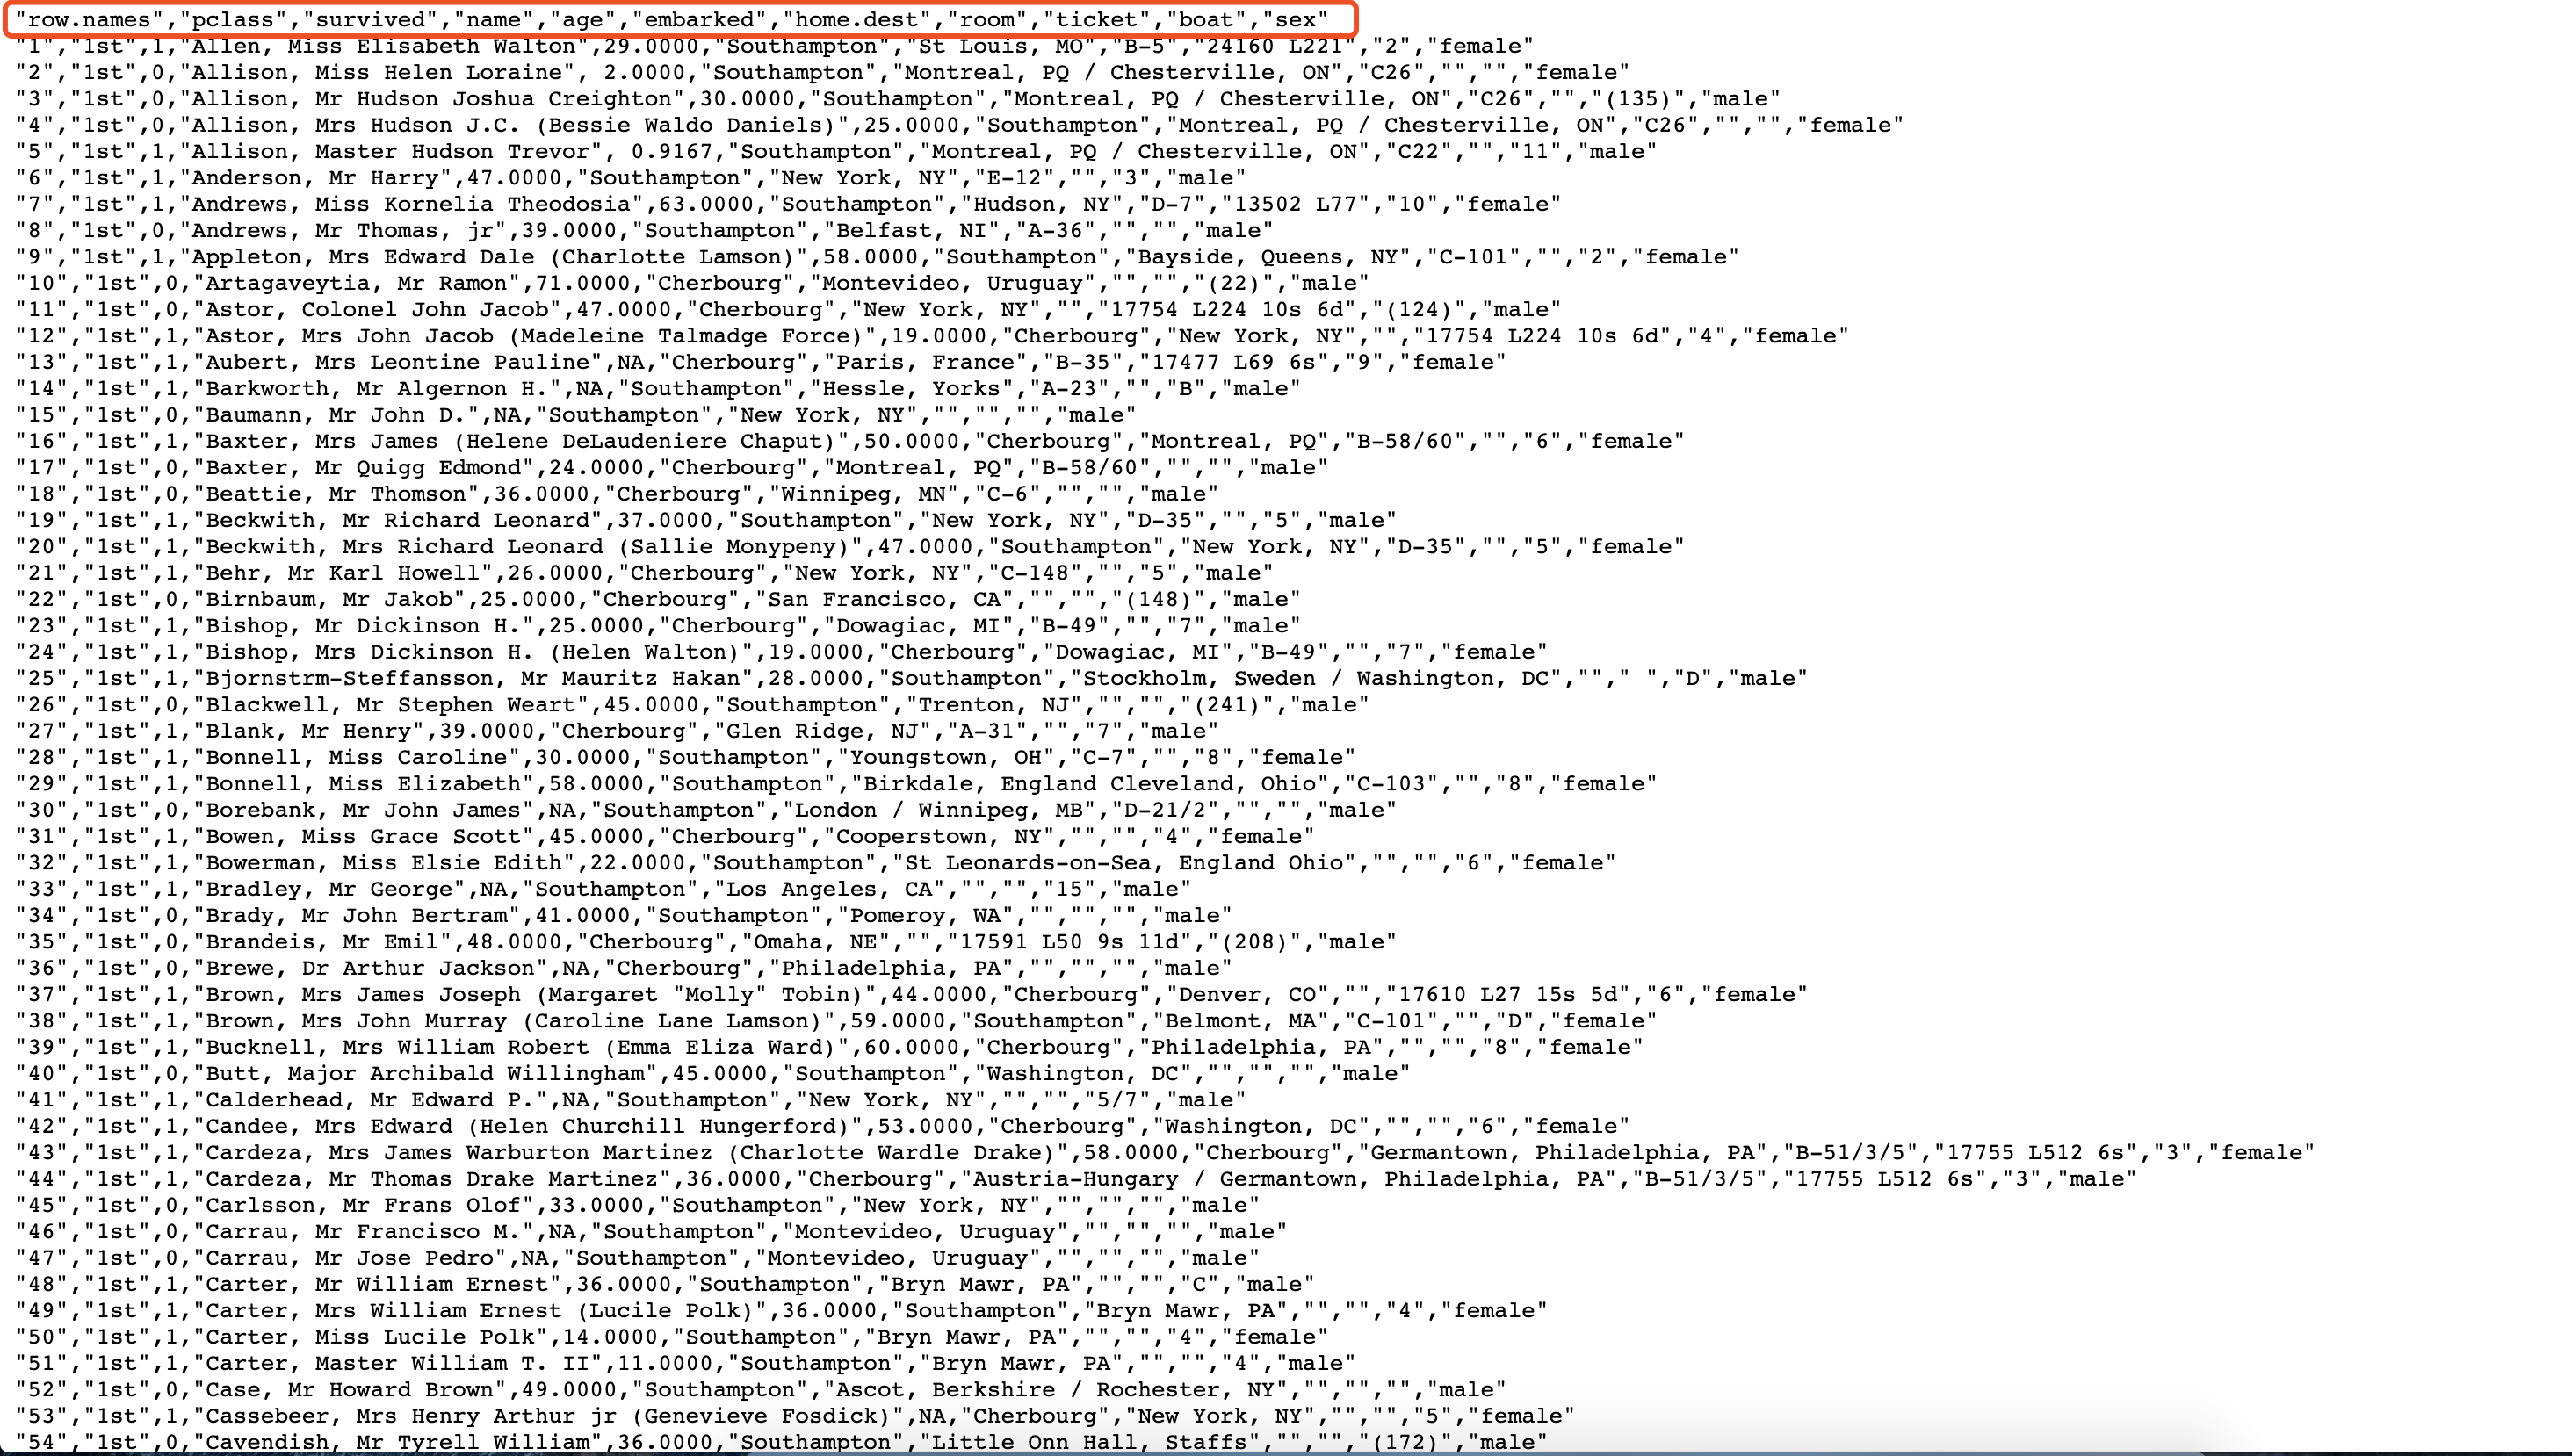 "row.names","pclass","survived","name","age","embarked","home.dest","room","ticket","boat","sex"
"1","1st",1,"Allen, Miss Elisabeth Walton",29.0000,"Southampton","St Louis, MO","B-5","24160 L221","2","female"
"2","1st",0,"Allison, Miss Helen Loraine", 2.0000,"Southampton","Montreal, PQ / Chesterville, ON","C26","","","female"
"3","1st",0,"Allison, Mr Hudson Joshua Creighton",30.0000,"Southampton","Montreal, PQ / Chesterville, ON","C26","","(135)","male"
"4","1st",0,"Allison, Mrs Hudson J.C. (Bessie Waldo Daniels)",25.0000,"Southampton","Montreal, PQ / Chesterville, ON","C26","","","female"
"5","1st",1,"Allison, Master Hudson Trevor", 0.9167,"Southampton","Montreal, PQ / Chesterville, ON","C22","","11","male"
"6","1st",1,"Anderson, Mr Harry",47.0000,"Southampton","New York, NY","E-12","","3","male"
"7","1st",1,"Andrews, Miss Kornelia Theodosia",63.0000,"Southampton","Hudson, NY","D-7","13502 L77","10","female"
"8","1st",0,"Andrews, Mr Thomas, jr",39.0000,"Southampton","Belfast, NI","A-36","","","male"
"9","1st",1,"Appleton, Mrs Edward Dale (Charlotte Lamson)",58.0000,"Southampton","Bayside, Queens, NY","C-101","","2","female"
"10","1st",0,"Artagaveytia, Mr Ramon",71.0000,"Cherbourg","Montevideo, Uruguay","","","(22)","male"
"11","1st",0,"Astor, Colonel John Jacob",47.0000,"Cherbourg","New York, NY","","17754 L224 10s 6d","(124)","male"
"12","1st",1,"Astor, Mrs John Jacob (Madeleine Talmadge Force)",19.0000,"Cherbourg","New York, NY","","17754 L224 10s 6d","4","female"
"13","1st",1,"Aubert, Mrs Leontine Pauline",NA,"Cherbourg","Paris, France","B-35","17477 L69 6s","9","female"
"14","1st",1,"Barkworth, Mr Algernon H.",NA,"Southampton","Hessle, Yorks","A-23","","B","male"
"15","1st",0,"Baumann, Mr John D.",NA,"Southampton","New York, NY","","","","male"
"16","1st",1,"Baxter, Mrs James (Helene DeLaudeniere Chaput)",50.0000,"Cherbourg","Montreal, PQ","B-58/60","","6","female"
"17","1st",0,"Baxter, Mr Quigg Edmond",24.0000,"Cherbourg","Montreal, PQ","B-58/60","","","male"
"18","1st",0,"Beattie, Mr Thomson",36.0000,"Cherbourg","Winnipeg, MN","C-6","","","male"
"19","1st",1,"Beckwith, Mr Richard Leonard",37.0000,"Southampton","New York, NY","D-35","","5","male"
"20","1st",1,"Beckwith, Mrs Richard Leonard (Sallie Monypeny)",47.0000,"Southampton","New York, NY","D-35","","5","female"
"21","1st",1,"Behr, Mr Karl Howell",26.0000,"Cherbourg","New York, NY","C-148","","5","male"
"22","1st",0,"Birnbaum, Mr Jakob",25.0000,"Cherbourg","San Francisco, CA","","","(148)","male"
"23","1st",1,"Bishop, Mr Dickinson H.",25.0000,"Cherbourg","Dowagiac, MI","B-49","","7","male"
"24","1st",1,"Bishop, Mrs Dickinson H. (Helen Walton)",19.0000,"Cherbourg","Dowagiac, MI","B-49","","7","female"
"25","1st",1,"Bjornstrm-Steffansson, Mr Mauritz Hakan",28.0000,"Southampton","Stockholm, Sweden / Washington, DC",""," ","D","male"
"26","1st",0,"Blackwell, Mr Stephen Weart",45.0000,"Southampton","Trenton, NJ","","","(241)","male"
"27","1st",1,"Blank, Mr Henry",39.0000,"Cherbourg","Glen Ridge, NJ","A-31","","7","male"
"28","1st",1,"Bonnell, Miss Caroline",30.0000,"Southampton","Youngstown, OH","C-7","","8","female"
"29","1st",1,"Bonnell, Miss Elizabeth",58.0000,"Southampton","Birkdale, England Cleveland, Ohio","C-103","","8","female"
"30","1st",0,"Borebank, Mr John James",NA,"Southampton","London / Winnipeg, MB","D-21/2","","","male"
"31","1st",1,"Bowen, Miss Grace Scott",45.0000,"Cherbourg","Cooperstown, NY","","","4","female"
"32","1st",1,"Bowerman, Miss Elsie Edith",22.0000,"Southampton","St Leonards-on-Sea, England Ohio","","","6","female"
"33","1st",1,"Bradley, Mr George",NA,"Southampton","Los Angeles, CA","","","15","male"
"34","1st",0,"Brady, Mr John Bertram",41.0000,"Southampton","Pomeroy, WA","","","","male"
"35","1st",0,"Brandeis, Mr Emil",48.0000,"Cherbourg","Omaha, NE","","17591 L50 9s 11d","(208)","male"
"36","1st",0,"Brewe, Dr Arthur Jackson",NA,"Cherbourg","Philadelphia, PA","","","","male"
"37","1st",1,"Brown, Mrs James Joseph (Margaret "Molly" Tobin)",44.0000,"Cherbourg","Denver, CO","","17610 L27 15s 5d","6","female"
"38","1st",1,"Brown, Mrs John Murray (Caroline Lane Lamson)",59.0000,"Southampton","Belmont, MA","C-101","","D","female"
"39","1st",1,"Bucknell, Mrs William Robert (Emma Eliza Ward)",60.0000,"Cherbourg","Philadelphia, PA","","","8","female"
"40","1st",0,"Butt, Major Archibald Willingham",45.0000,"Southampton","Washington, DC","","","","male"
"41","1st",1,"Calderhead, Mr Edward P.",NA,"Southampton","New York, NY","","","5/7","male"
"42","1st",1,"Candee, Mrs Edward (Helen Churchill Hungerford)",53.0000,"Cherbourg","Washington, DC","","","6","female"
"43","1st",1,"Cardeza, Mrs James Warburton Martinez (Charlotte Wardle Drake)",58.0000,"Cherbourg","Germantown, Philadelphia, PA","B-51/3/5","17755 L512 6s","3","female"
"44","1st",1,"Cardeza, Mr Thomas Drake Martinez",36.0000,"Cherbourg","Austria-Hungary / Germantown, Philadelphia, PA","B-51/3/5","17755 L512 6s","3","male"
"45","1st",0,"Carlsson, Mr Frans Olof",33.0000,"Southampton","New York, NY","","","","male"
"46","1st",0,"Carrau, Mr Francisco M.",NA,"Southampton","Montevideo, Uruguay","","","","male"
"47","1st",0,"Carrau, Mr Jose Pedro",NA,"Southampton","Montevideo, Uruguay","","","","male"
"48","1st",1,"Carter, Mr William Ernest",36.0000,"Southampton","Bryn Mawr, PA","","","C","male"
"49","1st",1,"Carter, Mrs William Ernest (Lucile Polk)",36.0000,"Southampton","Bryn Mawr, PA","","","4","female"
"50","1st",1,"Carter, Miss Lucile Polk",14.0000,"Southampton","Bryn Mawr, PA","","","4","female"
"51","1st",1,"Carter, Master William T. II",11.0000,"Southampton","Bryn Mawr, PA","","","4","male"
"52","1st",0,"Case, Mr Howard Brown",49.0000,"Southampton","Ascot, Berkshire / Rochester, NY","","","","male"
"53","1st",1,"Cassebeer, Mrs Henry Arthur jr (Genevieve Fosdick)",NA,"Cherbourg","New York, NY","","","5","female"
"54","1st",0,"Cavendish, Mr Tyrell William",36.0000,"Southampton","Little Onn Hall, Staffs","","","(172)","male"